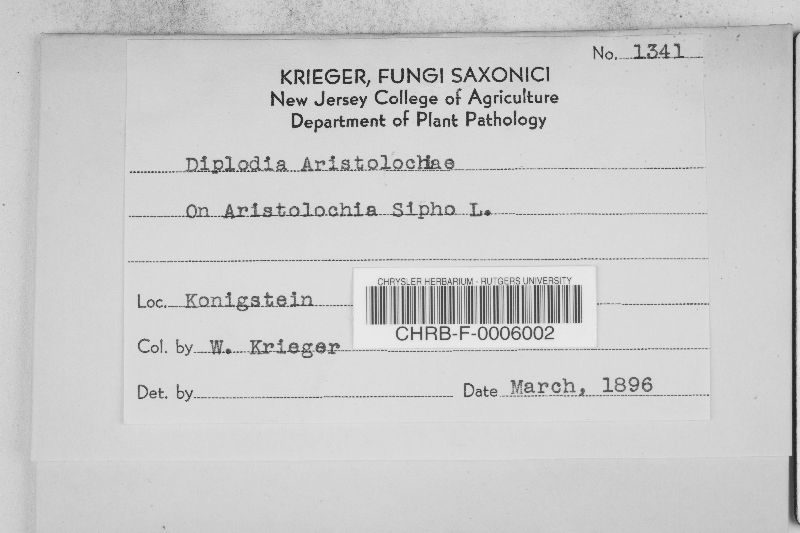 No. 1341
KRIEGER, FUNGI SAXONICI
New Jersey College of Agriculture
Department of Plant Pathology
Diplodia Aristolochiae
On Aristolochia Sipho L.
CHRYSLER HERBARIUM - RUTGERS UNIVERSITY
Loc. Konigstein
CHRB-F-0006002
Col. by W. Krieger
Det. by
Date March, 1896